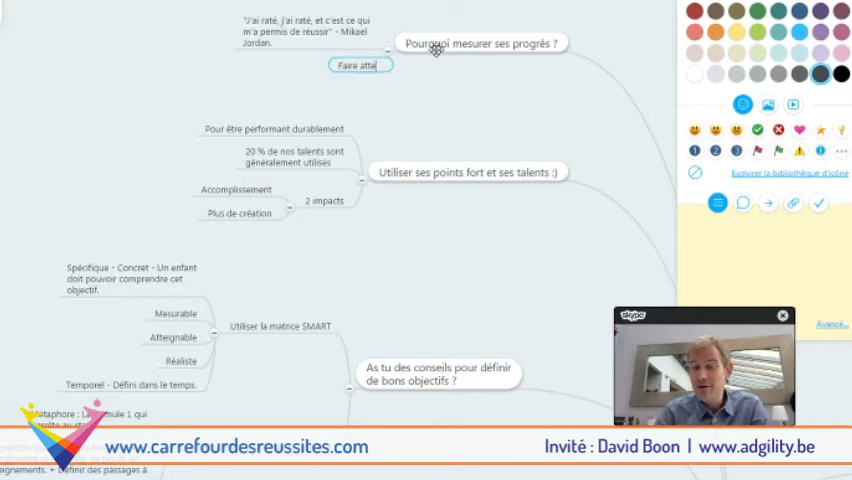 "J'ai raté, j'ai raté, et c'est ce qui
m'a permis de réussir" - Mikael
Jordan.
Pourquoi mesurer ses progrès ?
Faire atte
Pour être performant durablement
20 % de nos talents sont
généralement utilisés
Utiliser ses points fort et ses talents :)
Accomplissement
2 impacts
Plus de création
Spécifique - Concret - Un enfant
doit pouvoir comprendre cet
objectif.
Mesurable
Atteignable
Utiliser la matrice SMART
Réaliste
Temporel - Défini dans le temps.
As tu des conseils pour définir
de bons objectifs ?
Explorer la bibliothèque d'icône
Avancé...
skype
www.carrefourdesreussites.com
Invité : David Boon | www.adgility.be
Définir des passages à